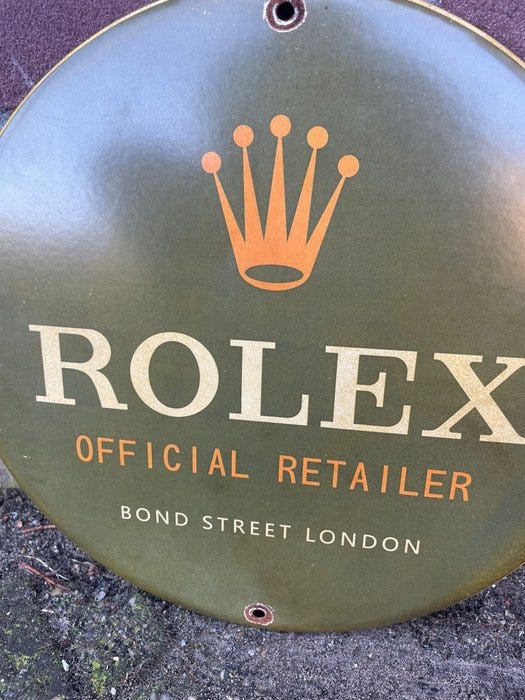 ROLEX
OFFICIAL RETAILER
BOND STREET LONDON